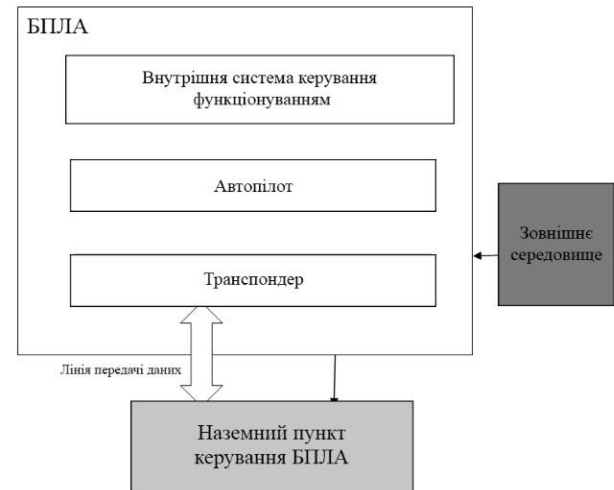 БПЛА
Внутрішня система керування
функціонуванням
Автопілот
Зовнішнє
середовище
Транспондер
Лінія передачі даних
Наземний пункт
керування БПЛА